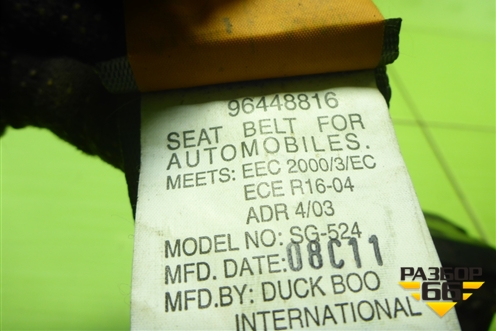 96448816
SEAT BELT FOR
AUTOMOBILES.
MEETS: EEC 2000/3/EC
ECE R16-04
ADR 4/03
MODEL NO: SG-524
MFD. DATE: 08C11
MFD.BY: DUCK BOO
INTERNATIONAL
РАЗБОР
66